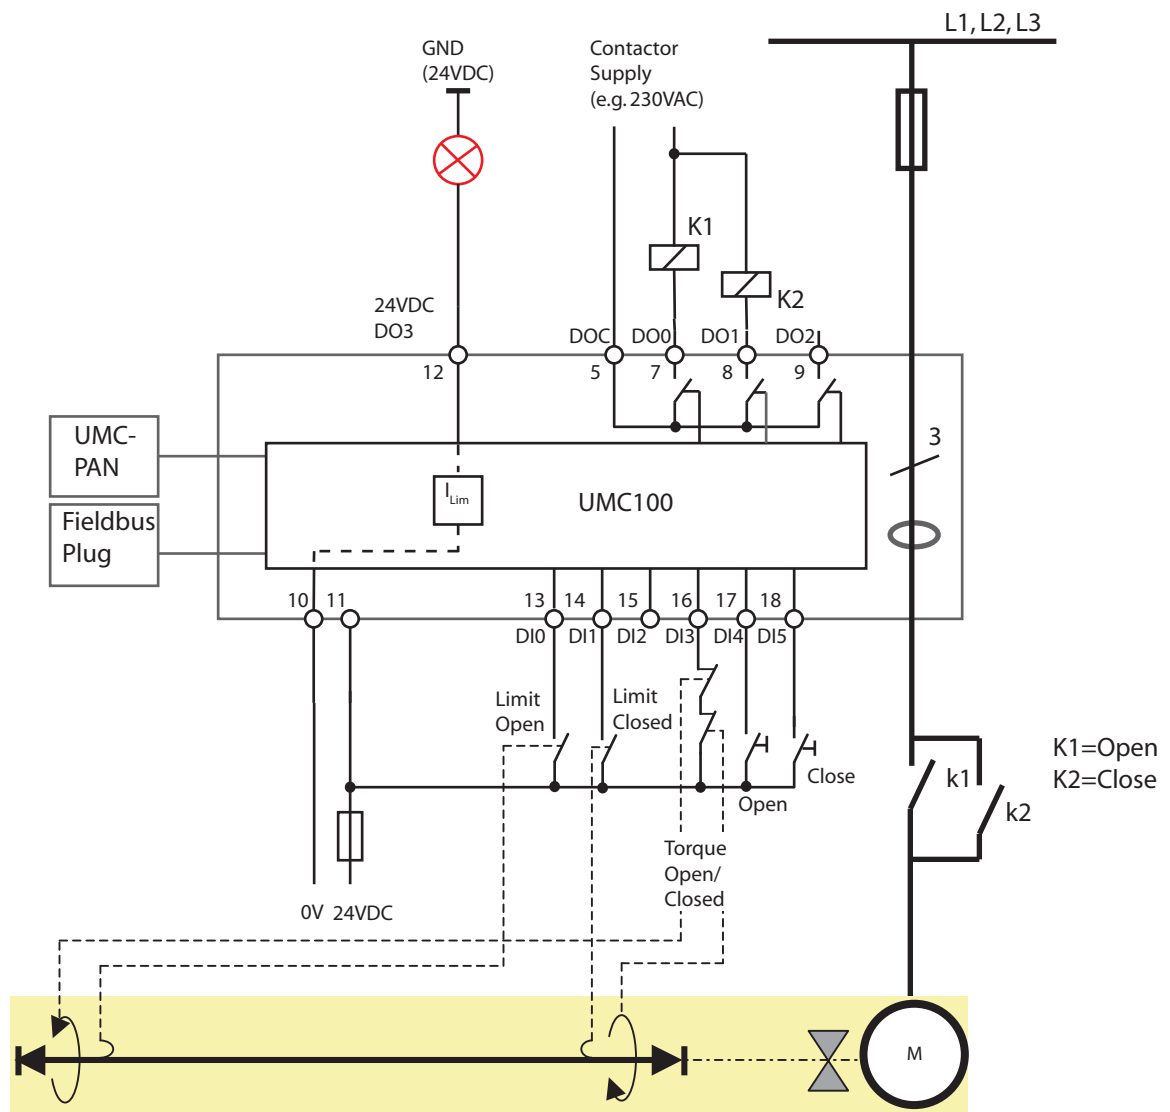 L1, L2, L3
GND
(24VDC)
Contactor
Supply
(e.g. 230VAC)
K1
K2
24VDC
DO3
DOC
DO0
DO1
DO2
12
5
7
8
9
UMC-
PAN
Fieldbus
Plug
ILim
UMC100
3
10
11
13
14
15
16
17
18
DI0
DI1
DI2
DI3
DI4
DI5
Limit
Open
Limit
Closed
Close
Open
k1
k2
K1=Open
K2=Close
Torque
Open/
Closed
0V
24VDC
M